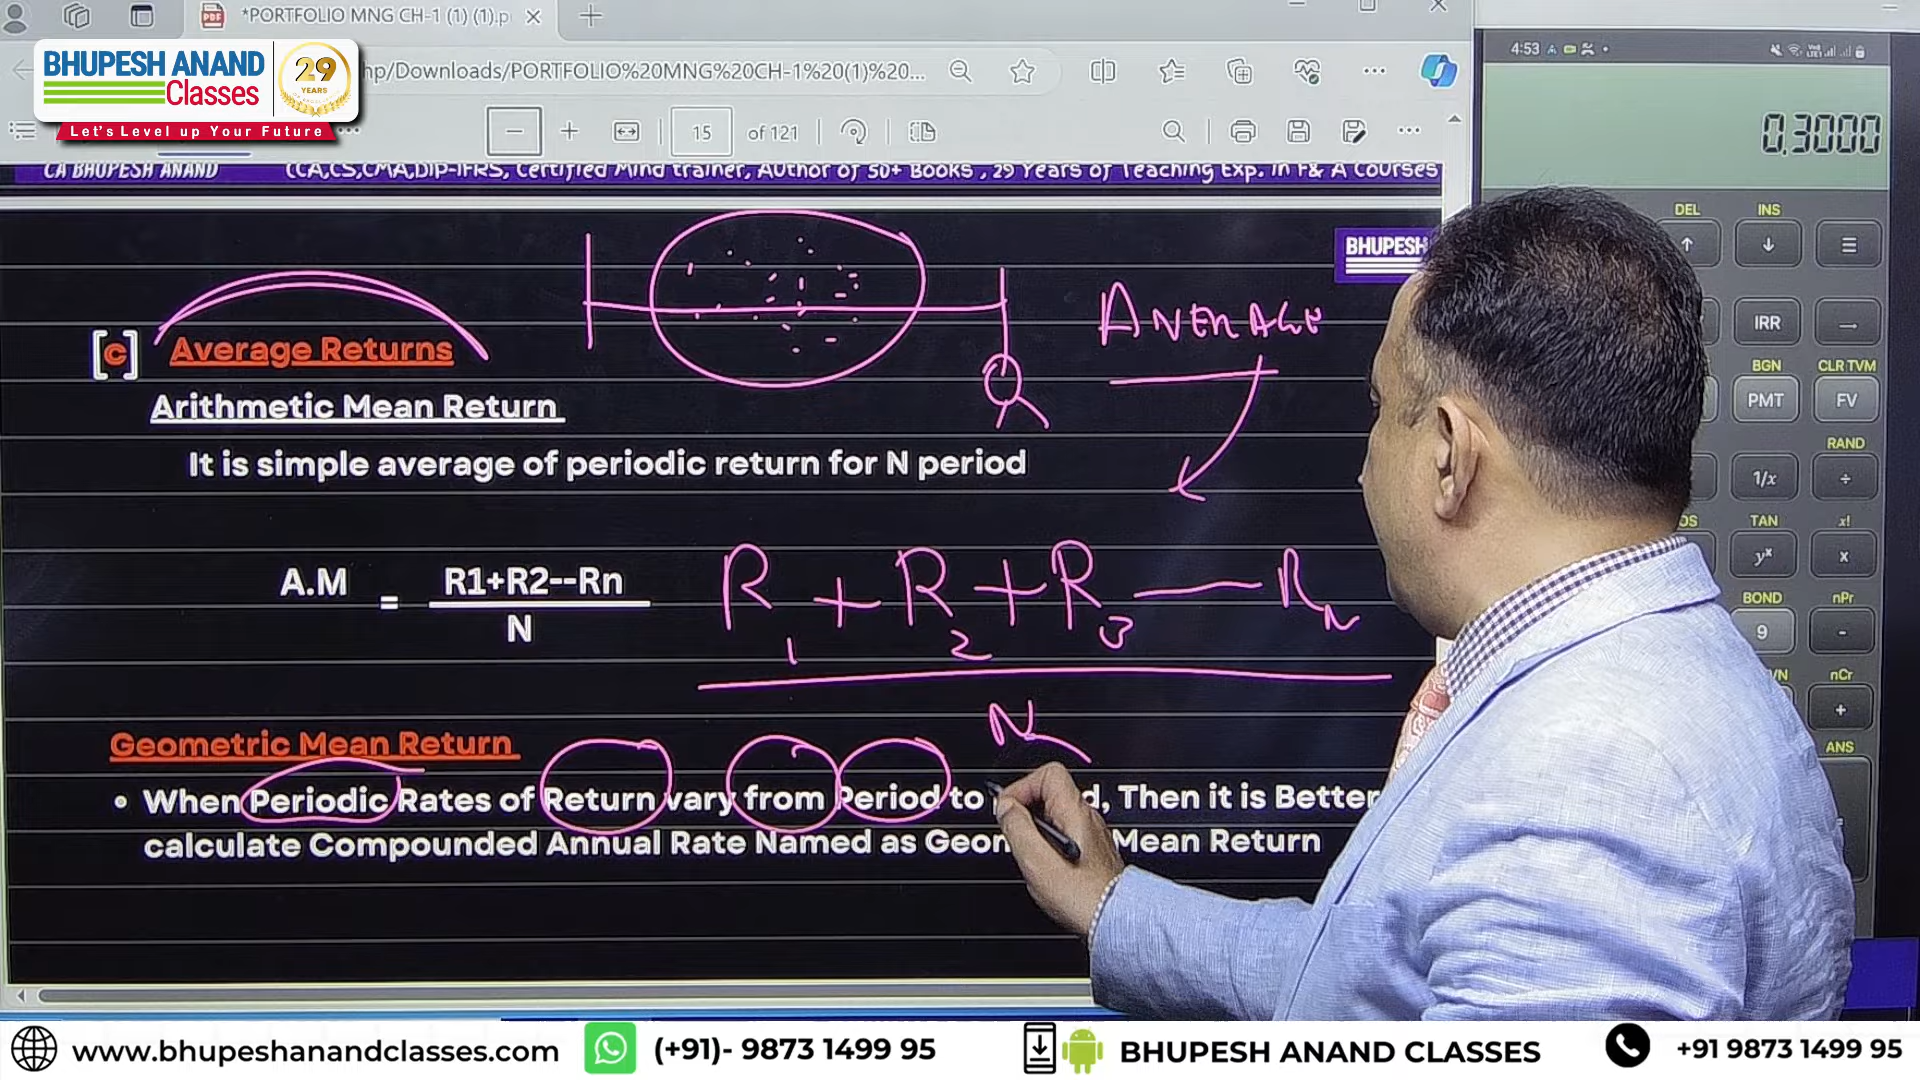 *PORTFOLIO MNG CH-1 (1) (1).p
4:53
BHUPESH ANAND
Classes
29
YEARS
Let's Level up Your Future
hp/Downloads/PORTFOLIO%20MNG%20CH-1%20(1)%20...
0.3000
15 of 121
CA BHUPESH ANAND (CA,CS,CMA,DIP-IFRS, Certified Mind trainer, Author of 50+ BOOKS , 29 Years of Teaching Exp. in F& A Courses
DEL INS
BHUPESH
AVERAGE
[c] Average Returns
IRR
BGN CLR TVM
PMT FV
Arithmetic Mean Return
It is simple average of periodic return for N period
RAND
1/x ÷
TAN x!
yx x
A.M = R1+R2--Rn
N
R1 + R2 + R3 — RN
N
BOND nPr
9 -
nCr
+
ANS
Geometric Mean Return
• When Periodic Rates of Return vary from Period to d, Then it is Better
calculate Compounded Annual Rate Named as Geom Mean Return
www.bhupeshanandclasses.com
(+91)- 9873 1499 95
BHUPESH ANAND CLASSES
+91 9873 1499 95